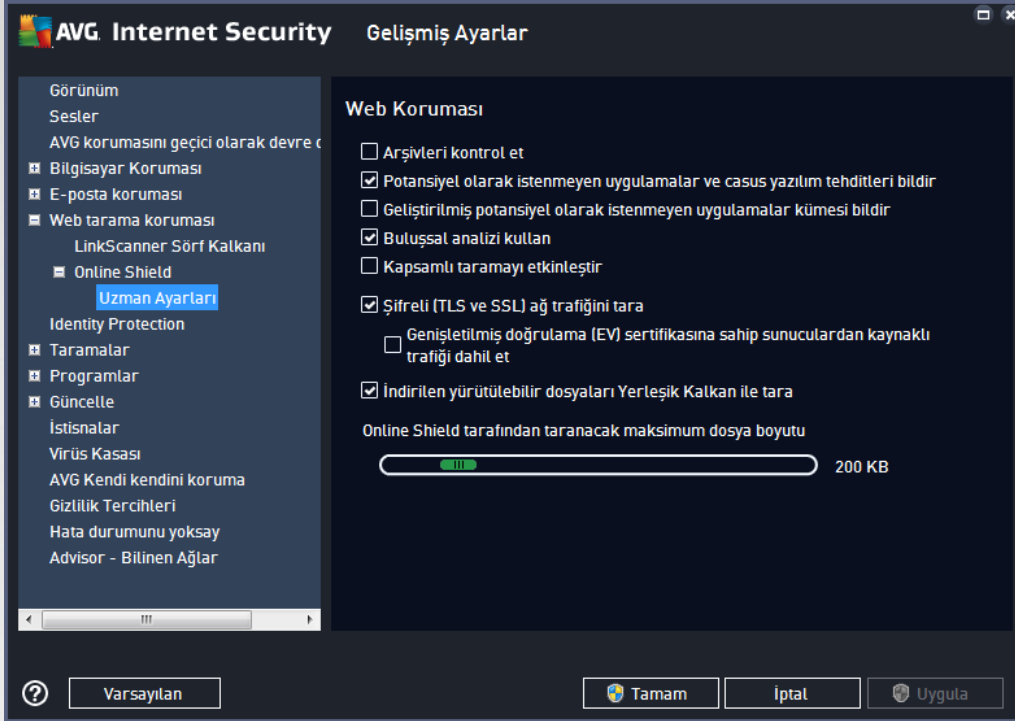 AVG Internet Security Gelişmiş Ayarlar
Görünüm
Sesler
AVG korumasını geçici olarak devre
Bilgisayar Koruması
E-posta koruması
Web tarama koruması
LinkScanner Sörf Kalkanı
Online Shield
Uzman Ayarları
Identity Protection
Taramalar
Programlar
Güncelle
İstisnalar
Virüs Kasası
AVG Kendi kendini koruma
Gizlilik Tercihleri
Hata durumunu yoksay
Advisor - Bilinen Ağlar
Web Koruması
Arşivleri kontrol et
Potansiyel olarak istenmeyen uygulamalar ve casus yazılım tehditleri bildir
Geliştirilmiş potansiyel olarak istenmeyen uygulamalar kümesi bildir
Buluşsal analizi kullan
Kapsamlı taramayı etkinleştir
Şifreli (TLS ve SSL) ağ trafiğini tara
Genişletilmiş doğrulama (EV) sertifikasına sahip sunuculardan kaynaklı
trafiği dahil et
İndirilen yürütülebilir dosyaları Yerleşik Kalkan ile tara
Online Shield tarafından taranacak maksimum dosya boyutu
200 KB
Varsayılan
Tamam
İptal
Uygula